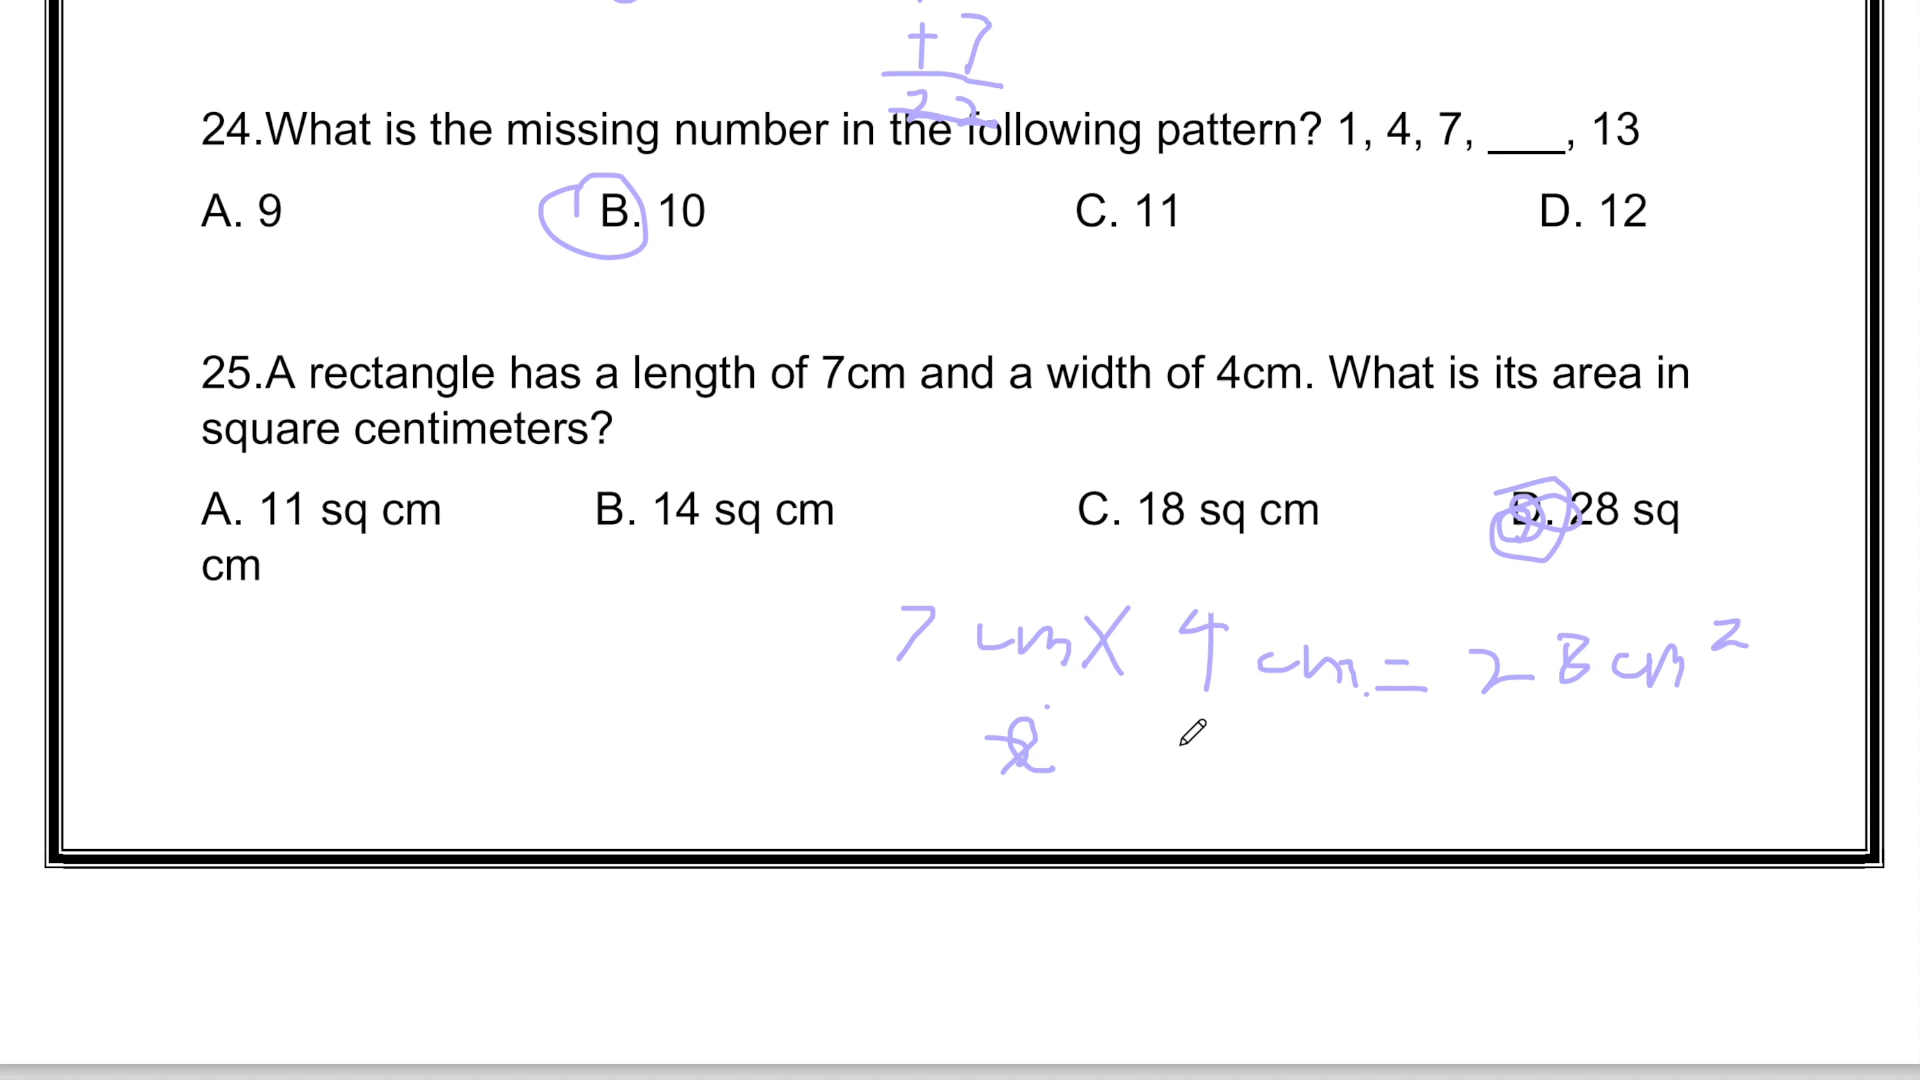 +7
22
24.What is the missing number in the following pattern? 1, 4, 7, ___, 13
A. 9 B. 10 C. 11 D. 12
25.A rectangle has a length of 7cm and a width of 4cm. What is its area in
square centimeters?
A. 11 sq cm B. 14 sq cm C. 18 sq cm D. 28 sq
cm
7 cm X 4 cm = 28 cm²